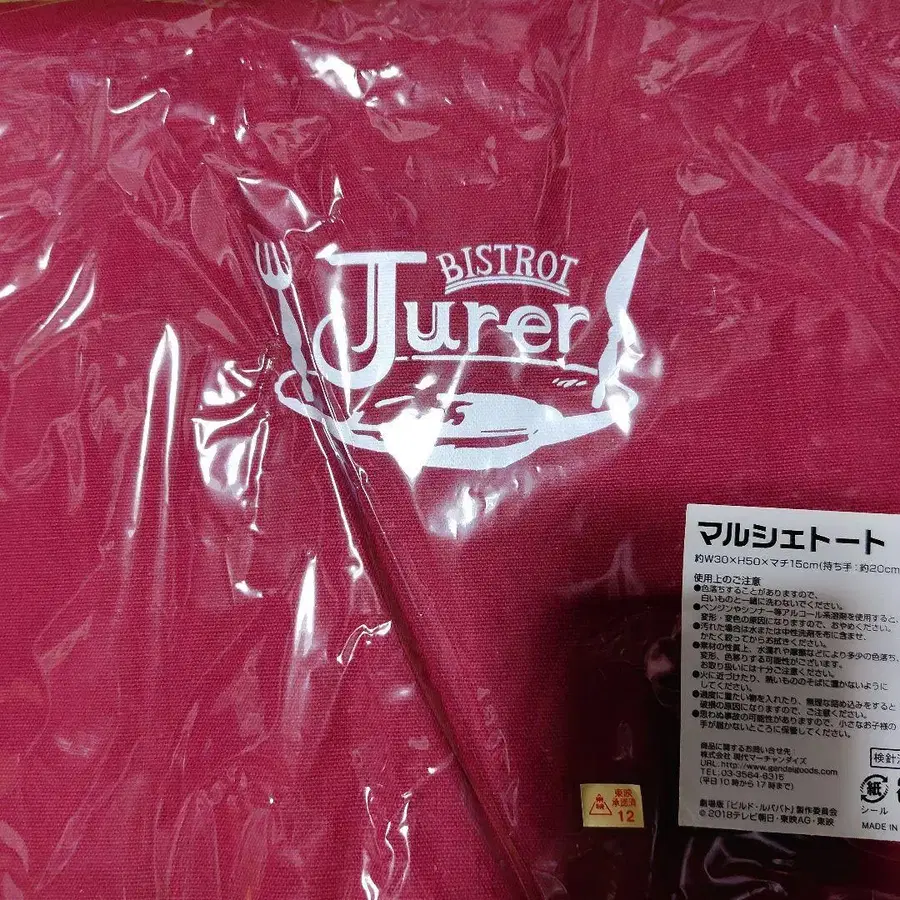 BISTROT
Jurer
マルシェトート
約W30×H50×マチ15cm(持ち手：約20cm
使用上のご注意
●色落ちすることがありますので、
白いものと一緒に洗わないでください。
●ベンジンやシンナー等アルコール系溶剤を使用すると、
変形・変色の原因になりますので、おやめください。
●汚れた場合は水または中性洗剤を布に含ませ、
かたく絞ってからお拭きください。
●素材の性質上、水濡れや摩擦などにより多少の色落ち、
変形、色移りする可能性がございます。
お取り扱いには十分ご注意ください。
●火に近づけたり、熱いもののそばに置かないように
してください。
●過度に重たい物を入れたり、無理な詰め込みをすると
破損の原因になりますので、ご注意ください。
●思わぬ事故の可能性がありますので、小さなお子様の
手が届かないところに保管してください。
商品に関するお問い合せ先：
株式会社 現代マーチャンダイズ
URL:http://www.gendaigoods.com
TEL:03-3564-6315
(平日10時から17時まで)
検針済
紙
シール
劇場版「ビルド・ルパパト」製作委員会
©2018テレビ朝日・東映AG・東映
MADE IN
東映
承認済
12